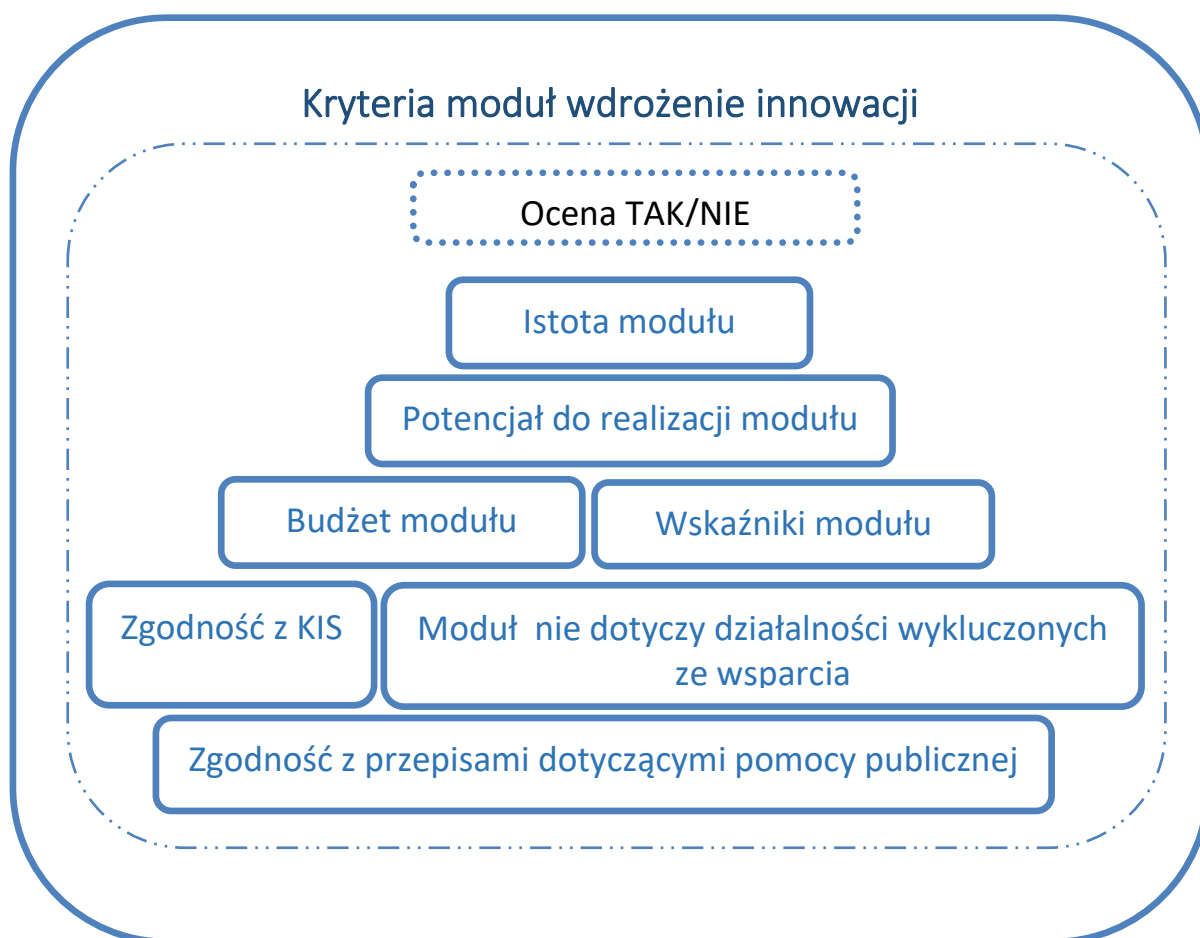 Kryteria moduł wdrożenie innowacji
Ocena TAK/NIE
Istota modułu
Potencjał do realizacji modułu
Budżet modułu
Wskaźniki modułu
Zgodność z KIS
Moduł  nie dotyczy działalności wykluczonych
ze wsparcia
Zgodność z przepisami dotyczącymi pomocy publicznej